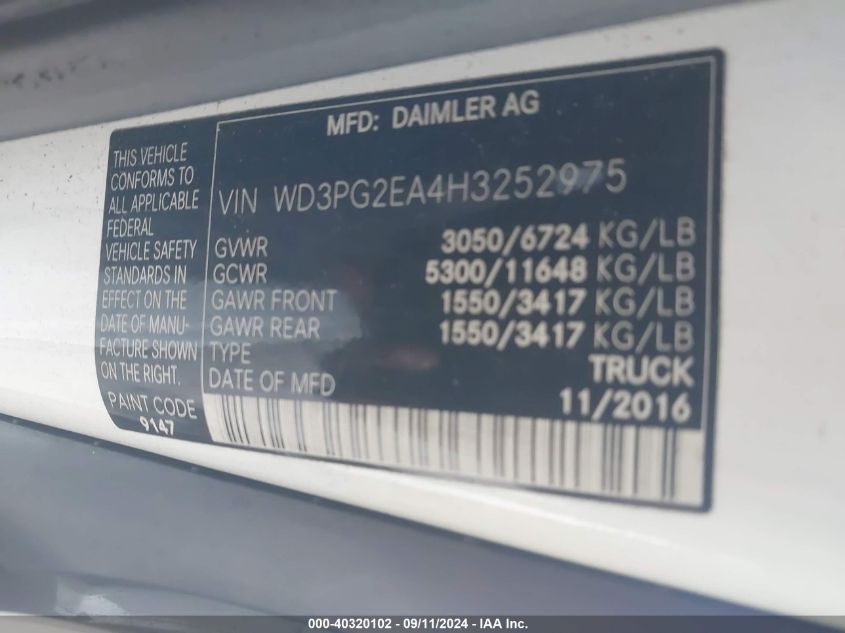 MFD: DAIMLER AG
THIS VEHICLE
CONFORMS TO
ALL APPLICABLE
FEDERAL
VEHICLE SAFETY
STANDARDS IN
EFFECT ON THE
DATE OF MANU-
FACTURE SHOWN
ON THE RIGHT.
PAINT CODE
9147
VIN WD3PG2EA4H3252975
GVWR 3050/6724 KG/LB
GCWR 5300/11648 KG/LB
GAWR FRONT 1550/3417 KG/LB
GAWR REAR 1550/3417 KG/LB
TYPE TRUCK
DATE OF MFD 11/2016
000-40320102 - 09/11/2024 - IAA Inc.